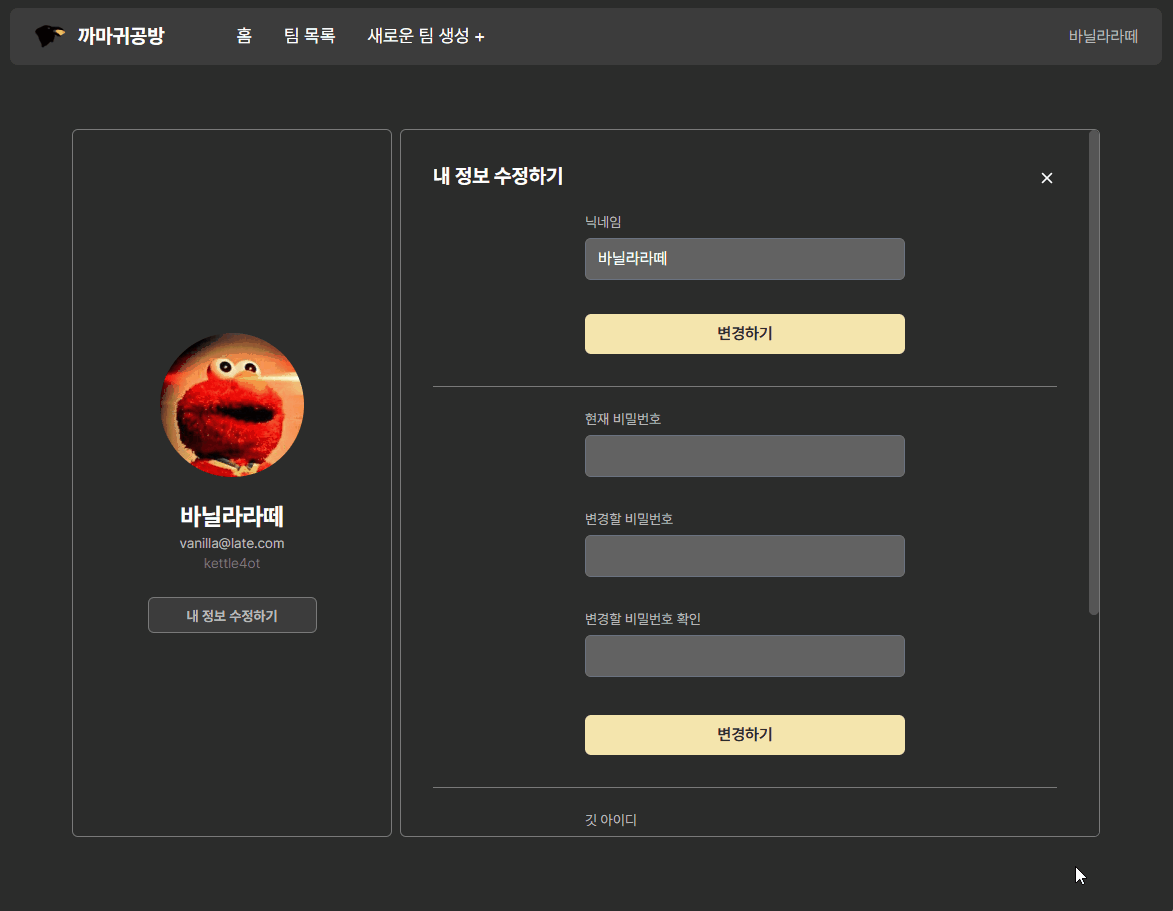 까마귀공방 홈 팀 목록 새로운 팀 생성 + 바닐라라떼
바닐라라떼
vanilla@late.com
kettle4ot
내 정보 수정하기
내 정보 수정하기
닉네임
바닐라라떼
변경하기
현재 비밀번호
변경할 비밀번호
변경할 비밀번호 확인
변경하기
깃 아이디